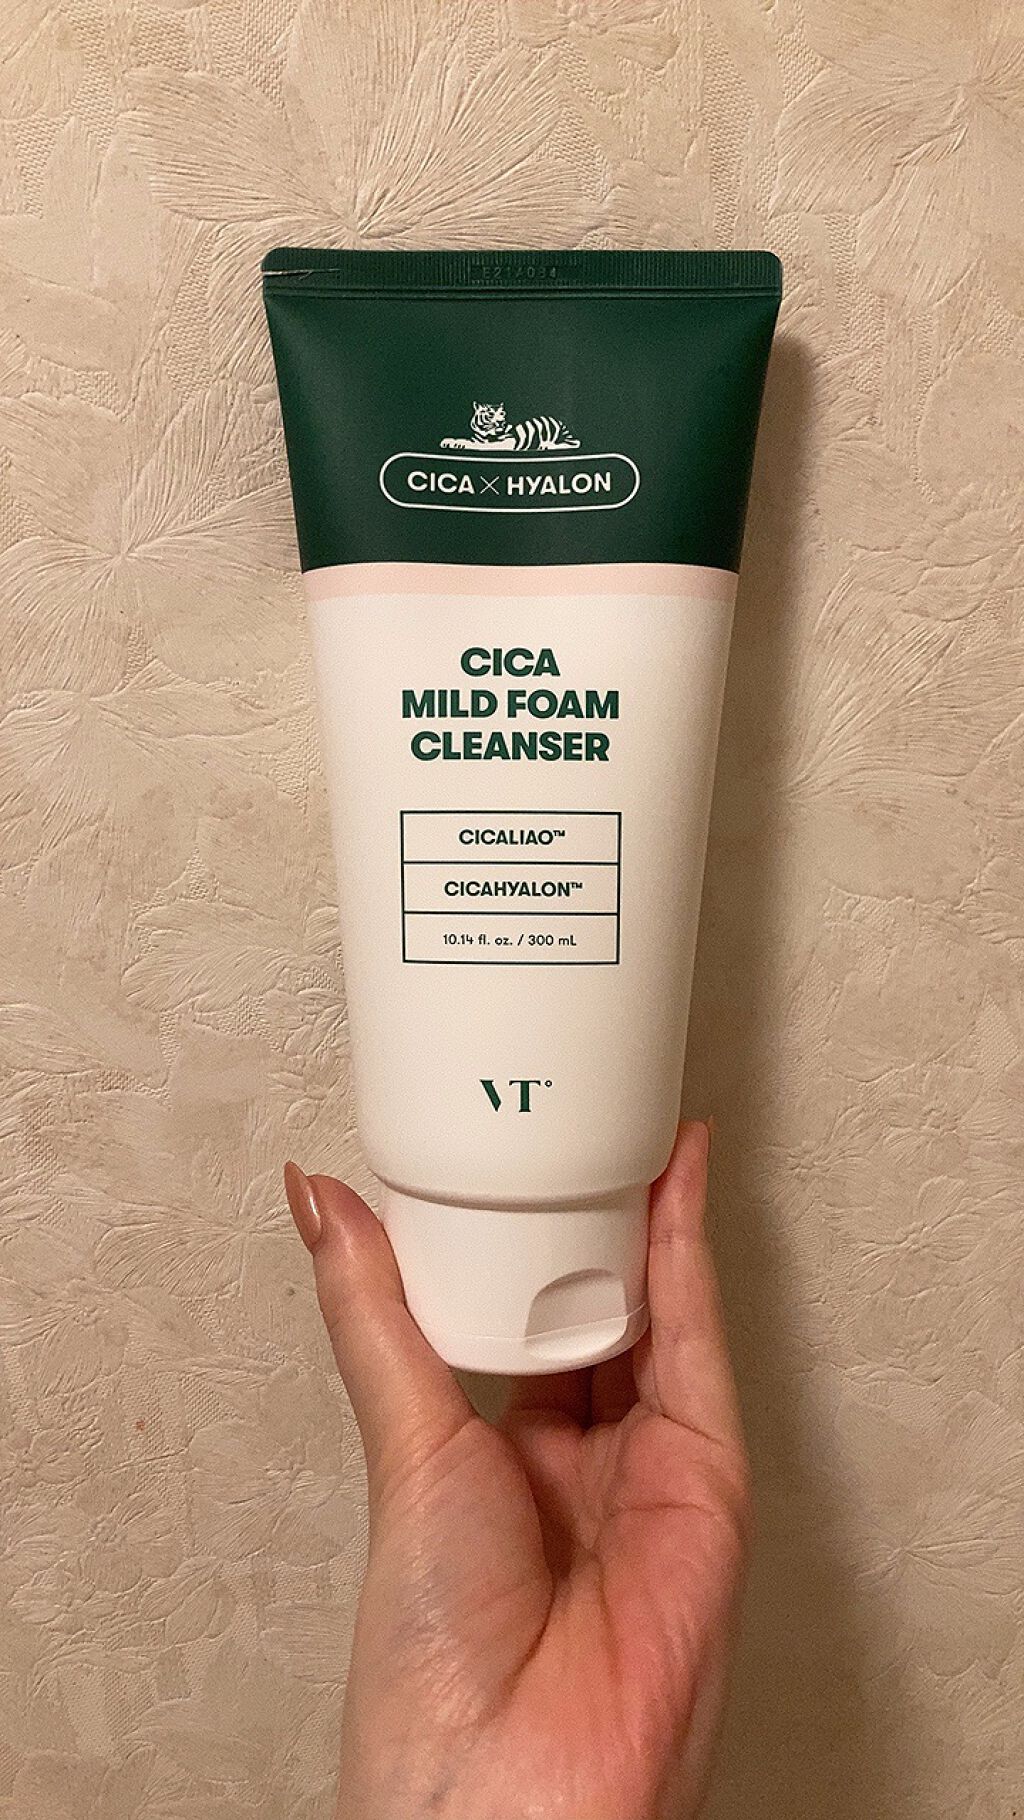 CICA × HYALON
CICA
MILD FOAM
CLEANSER
CICALIAO™
CICAHYALON™
10.14 fl. oz. / 300 mL
VT°